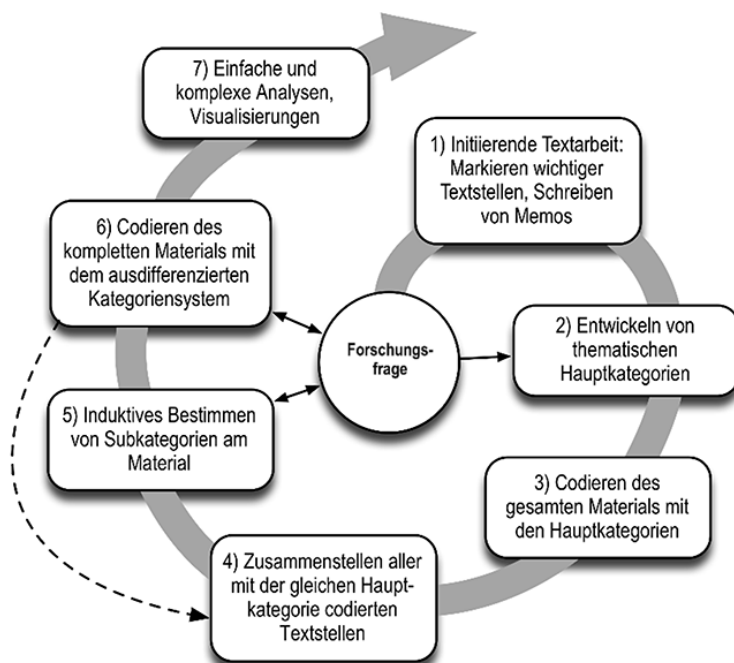 7) Einfache und
komplexe Analysen,
Visualisierungen
1) Initiierende Textarbeit:
Markieren wichtiger
Textstellen, Schreiben
von Memos
6) Codieren des
kompletten Materials mit
dem ausdifferenzierten
Kategoriensystem
Forschungs-
frage
2) Entwickeln von
thematischen
Hauptkategorien
5) Induktives Bestimmen
von Subkategorien am
Material
3) Codieren des
gesamten Materials mit
den Hauptkategorien
4) Zusammenstellen aller
mit der gleichen Haupt-
kategorie codierten
Textstellen